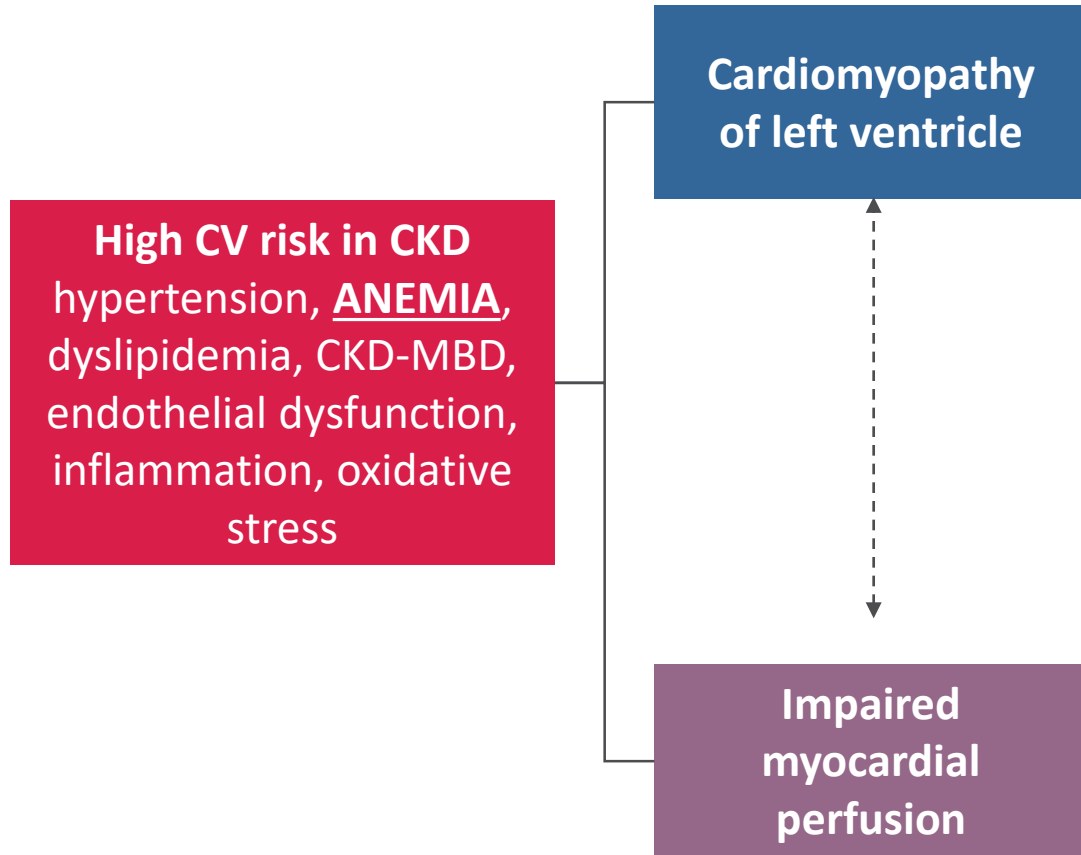 Cardiomyopathy
of left ventricle
High CV risk in CKD
hypertension, ANEMIA,
dyslipidemia, CKD-MBD,
endothelial dysfunction,
inflammation, oxidative
stress
Impaired
myocardial
perfusion